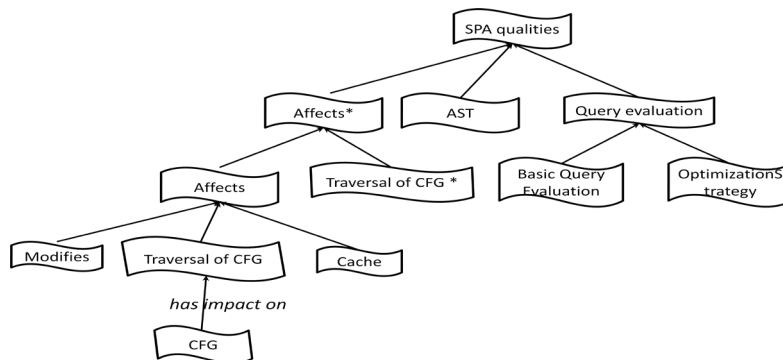 SPA qualities
Affects*
AST
Query evaluation
Affects
Traversal of CFG *
Basic Query
Evaluation
OptimizationS
trategy
Modifies
Traversal of CFG
Cache
has impact on
CFG